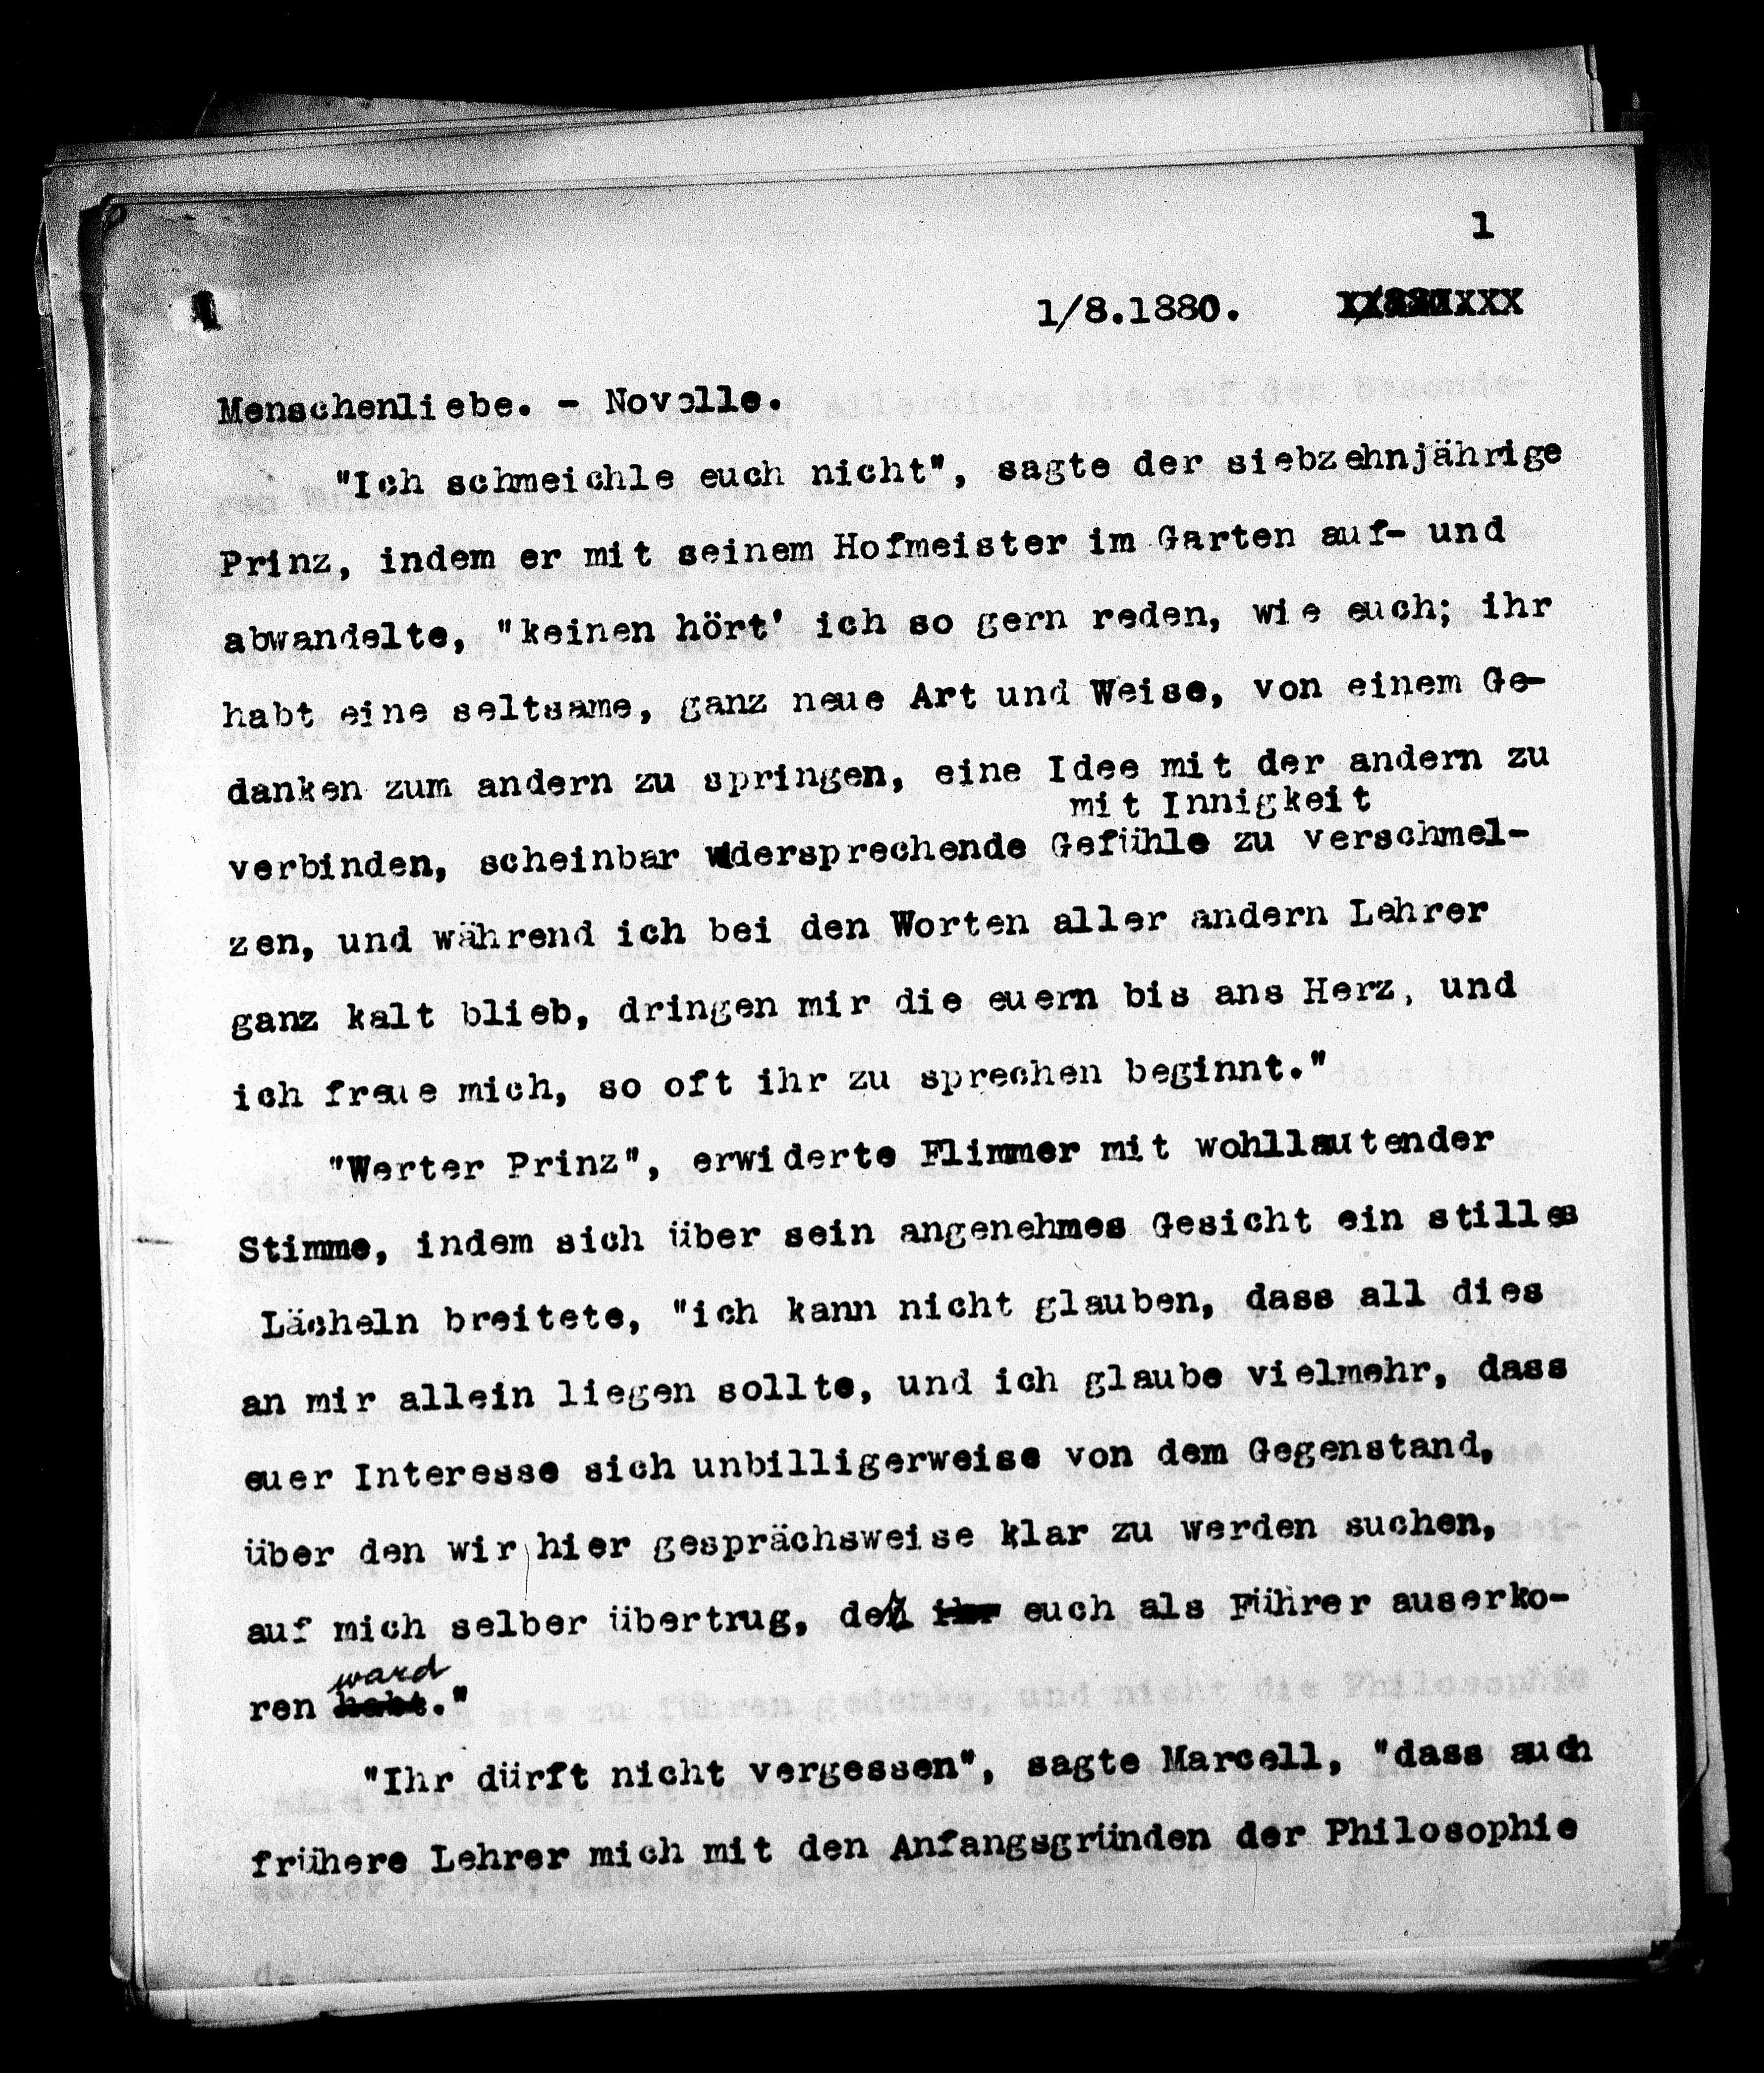 1
1/8.1880.
Menschenliebe. - Novelle.
"Ich schmeichle euch nicht", sagte der siebzehnjährige
Prinz, indem er mit seinem Hofmeister im Garten auf- und
abwandelte, "keinen hört' ich so gern reden, wie euch; ihr
habt eine seltsame, ganz neue Art und Weise, von einem Ge-
danken zum andern zu springen, eine Idee mit der andern zu
mit Innigkeit
verbinden, scheinbar widersprechende Gefühle zu verschmel-
zen, und während ich bei den Worten aller andern Lehrer
ganz kalt blieb, dringen mir die euern bis ans Herz, und
ich freue mich, so oft ihr zu sprechen beginnt."
"Werter Prinz", erwiderte Flimmer mit wohllautender
Stimme, indem sich über sein angenehmes Gesicht ein stilles
Lächeln breitete, "ich kann nicht glauben, dass all dies
an mir allein liegen sollte, und ich glaube vielmehr, dass
euer Interesse sich unbilligerweise von dem Gegenstand,
über den wir hier gesprächsweise klar zu werden suchen,
auf mich selber übertrug, der ihr euch als Führer auserko-
ward
ren habt."
"Ihr dürft nicht vergessen", sagte Marcell, "dass auch
frühere Lehrer mich mit den Anfangsgründen der Philosophie